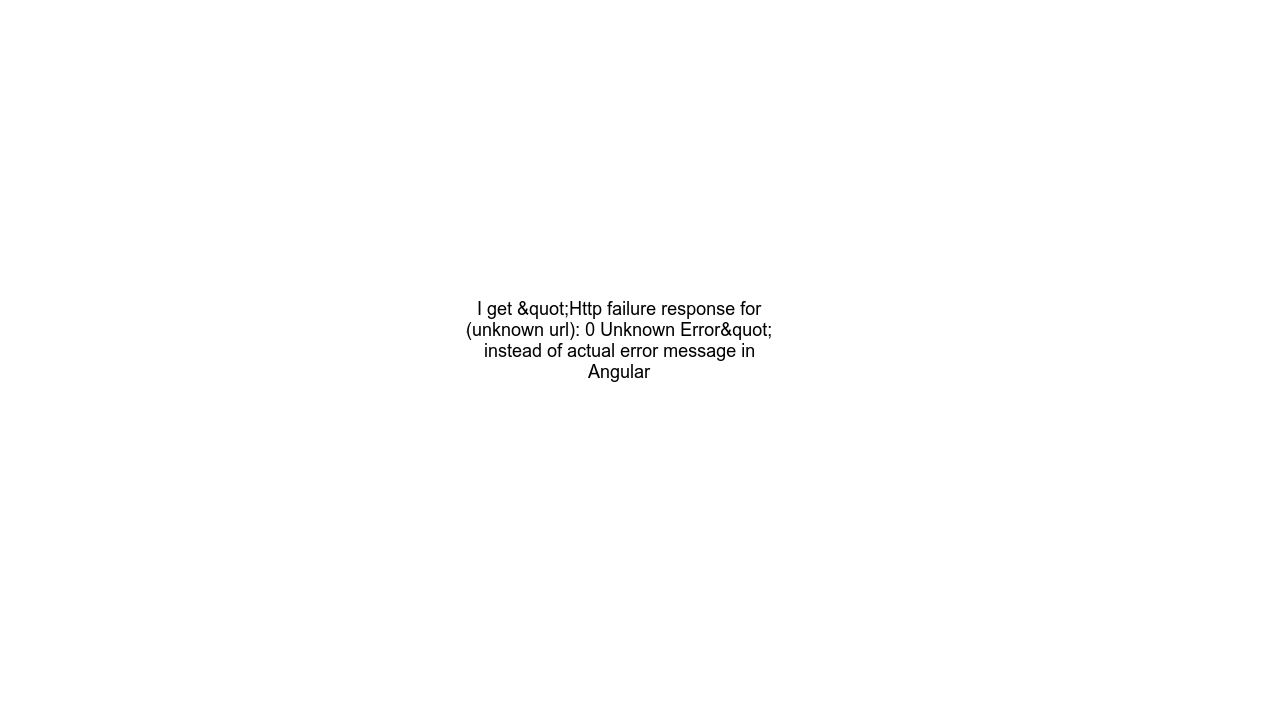 I get &quot;Http failure response for
(unknown url): 0 Unknown Error&quot;
instead of actual error message in
Angular